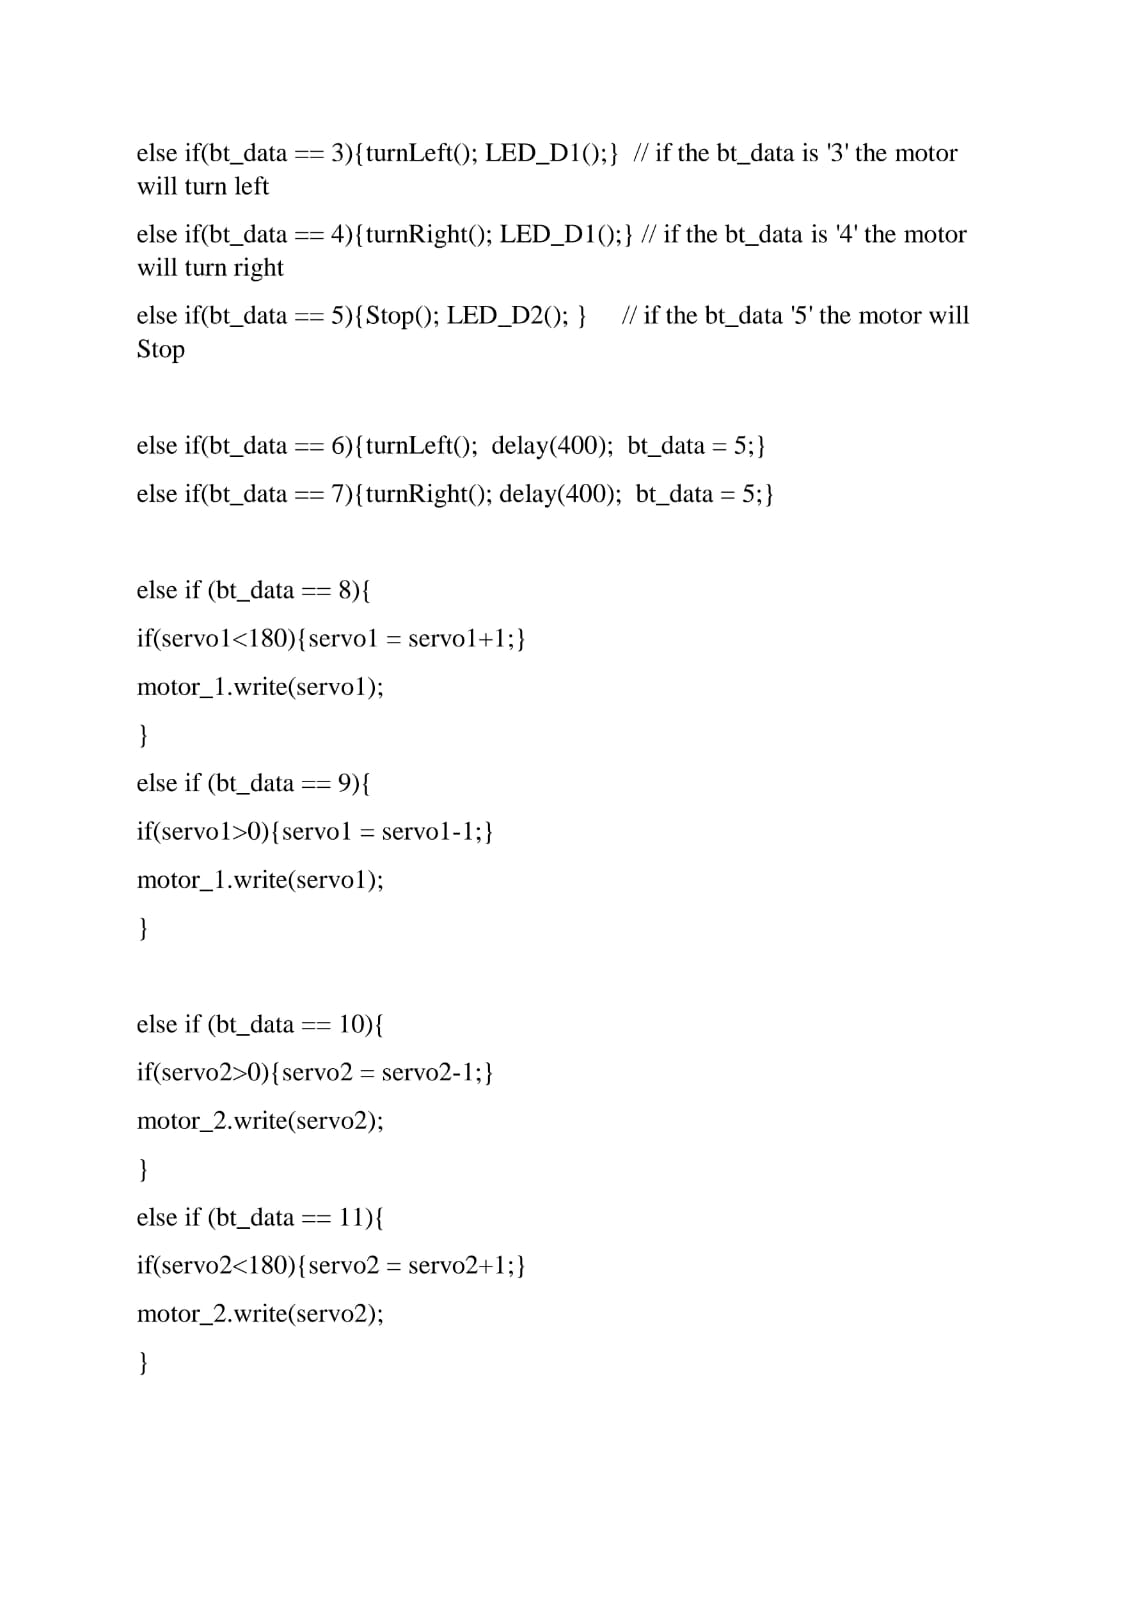 else if(bt_data == 3){turnLeft(); LED_D1();}  // if the bt_data is '3' the motor
will turn left
else if(bt_data == 4){turnRight(); LED_D1();} // if the bt_data is '4' the motor
will turn right
else if(bt_data == 5){Stop(); LED_D2(); }     // if the bt_data '5' the motor will
Stop
else if(bt_data == 6){turnLeft();  delay(400);  bt_data = 5;}
else if(bt_data == 7){turnRight(); delay(400);  bt_data = 5;}
else if (bt_data == 8){
if(servo1<180){servo1 = servo1+1;}
motor_1.write(servo1);
}
else if (bt_data == 9){
if(servo1>0){servo1 = servo1-1;}
motor_1.write(servo1);
}
else if (bt_data == 10){
if(servo2>0){servo2 = servo2-1;}
motor_2.write(servo2);
}
else if (bt_data == 11){
if(servo2<180){servo2 = servo2+1;}
motor_2.write(servo2);
}